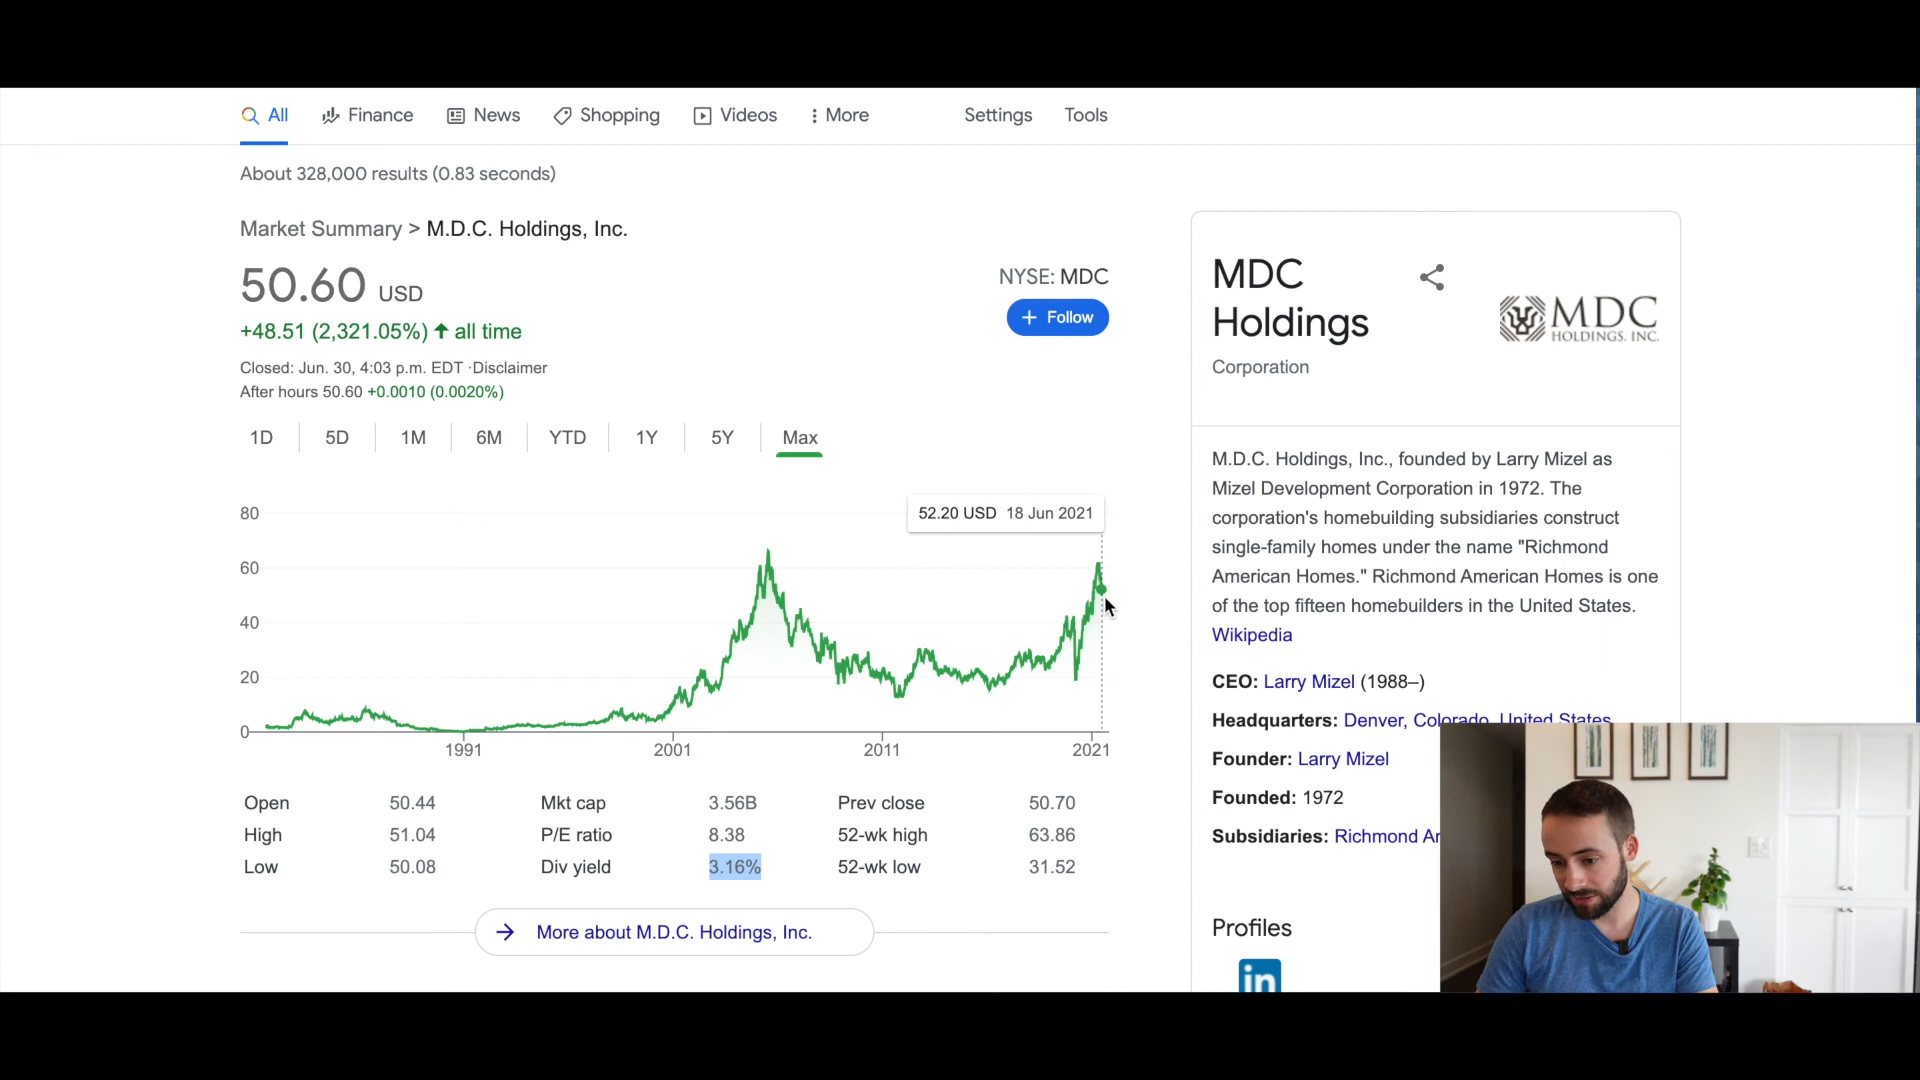 All
Finance
News
Shopping
Videos
More
Settings
Tools
About 328,000 results (0.83 seconds)
Market Summary > M.D.C. Holdings, Inc.
50.60 USD
+48.51 (2,321.05%) ↑ all time
Closed: Jun. 30, 4:03 p.m. EDT ·Disclaimer
After hours 50.60 +0.0010 (0.0020%)
NYSE: MDC
+ Follow
1D 5D 1M 6M YTD 1Y 5Y Max
52.20 USD 18 Jun 2021
80
60
40
20
0
1991 2001 2011 2021
Open 50.44 Mkt cap 3.56B Prev close 50.70
High 51.04 P/E ratio 8.38 52-wk high 63.86
Low 50.08 Div yield 3.16% 52-wk low 31.52
→ More about M.D.C. Holdings, Inc.
MDC
Holdings
Corporation
MDC
HOLDINGS, INC.
M.D.C. Holdings, Inc., founded by Larry Mizel as
Mizel Development Corporation in 1972. The
corporation's homebuilding subsidiaries construct
single-family homes under the name "Richmond
American Homes." Richmond American Homes is one
of the top fifteen homebuilders in the United States.
Wikipedia
CEO: Larry Mizel (1988–)
Headquarters: Denver, Colorado, United States
Founder: Larry Mizel
Founded: 1972
Subsidiaries: Richmond Ar
Profiles
in